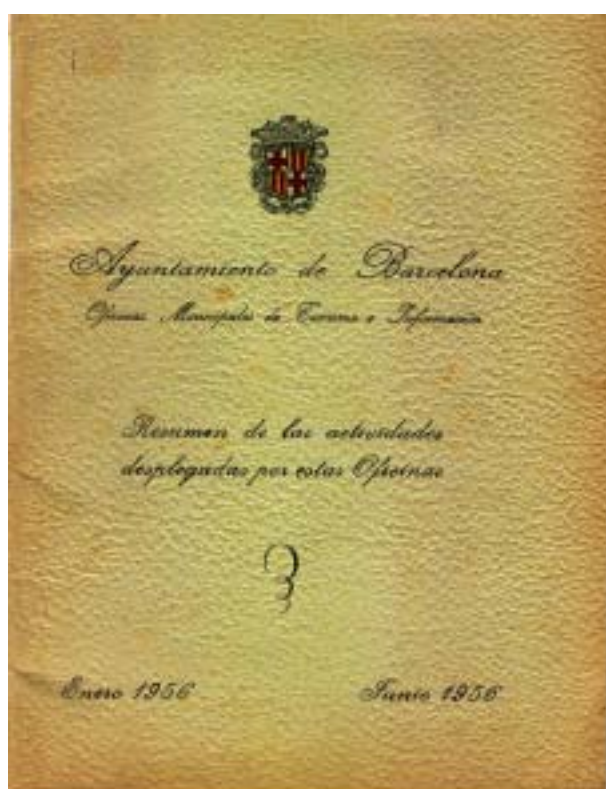 Ayuntamiento de Barcelona
Oficinas Municipales de Turismo e Información
Resumen de las actividades
desplegadas por estas Oficinas
Enero 1956 Junio 1956